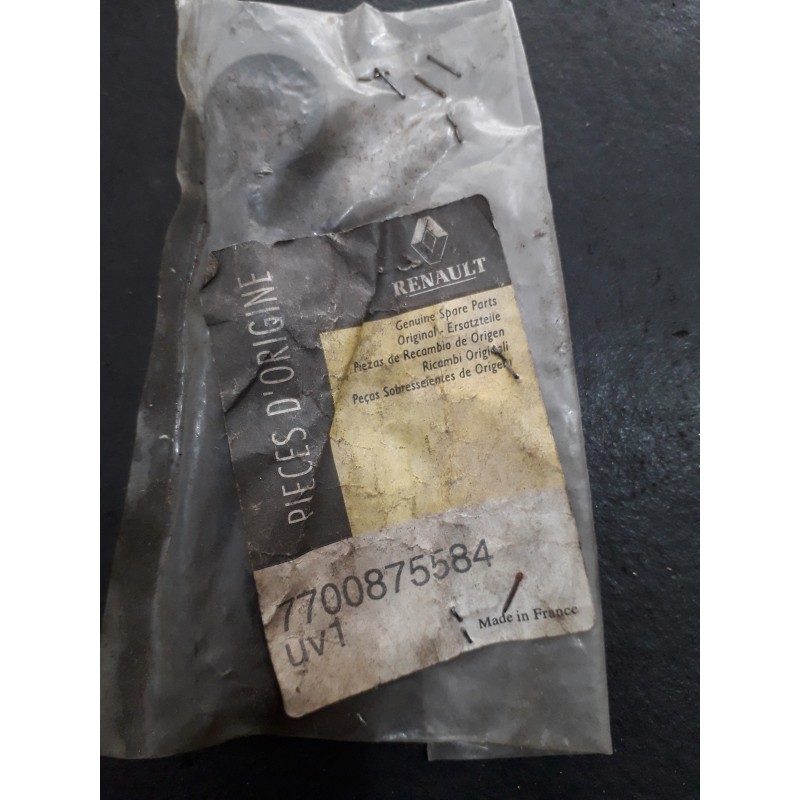 RENAULT
PIECES D'ORIGINE
Genuine Spare Parts
Original - Ersatzteile
Piezas de Recambio de Origen
Ricambi Originali
Peças Sobresselentes de Origem
7700875584
UV1
Made in France